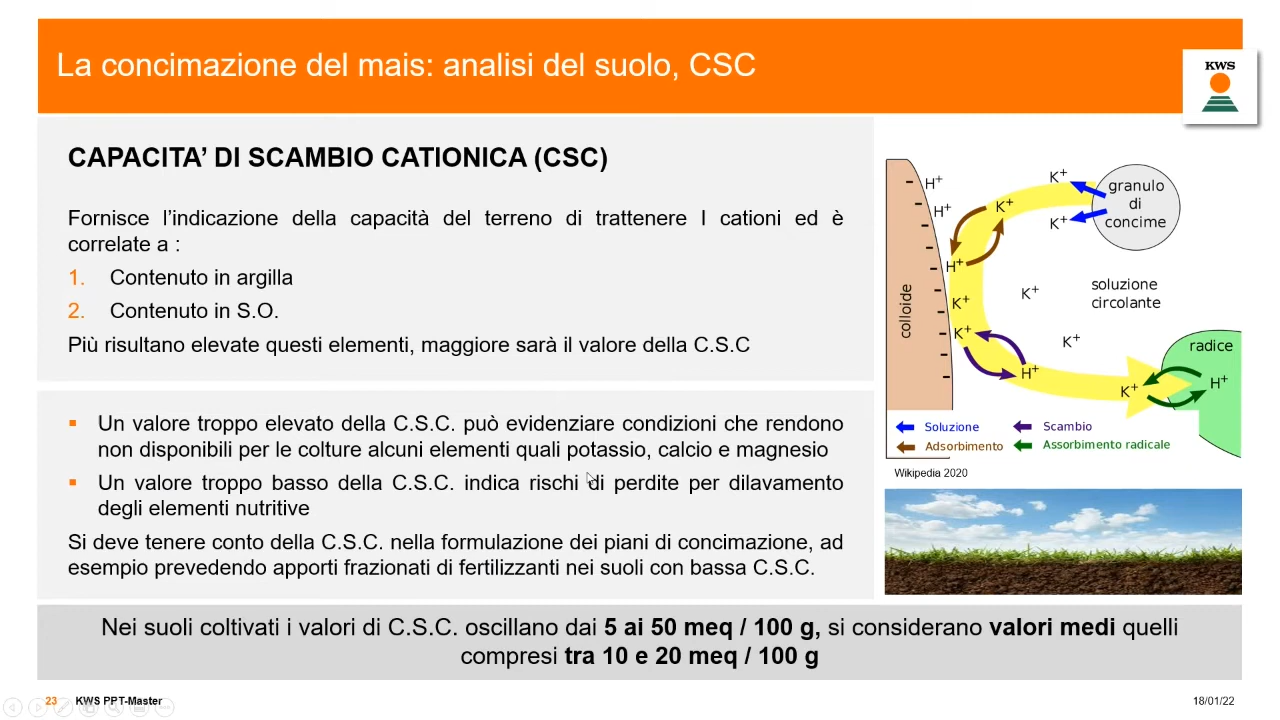 La concimazione del mais: analisi del suolo, CSC
KWS
CAPACITA' DI SCAMBIO CATIONICA (CSC)
Fornisce l'indicazione della capacità del terreno di trattenere I cationi ed è
correlate a :
1. Contenuto in argilla
2. Contenuto in S.O.
Più risultano elevate questi elementi, maggiore sarà il valore della C.S.C
▪ Un valore troppo elevato della C.S.C. può evidenziare condizioni che rendono
non disponibili per le colture alcuni elementi quali potassio, calcio e magnesio
▪ Un valore troppo basso della C.S.C. indica rischi di perdite per dilavamento
degli elementi nutritive
Si deve tenere conto della C.S.C. nella formulazione dei piani di concimazione, ad
esempio prevedendo apporti frazionati di fertilizzanti nei suoli con bassa C.S.C.
H⁺
K⁺
granulo
di
concime
H⁺
K⁺
K⁺
H⁺
colloide
K⁺
K⁺
soluzione
circolante
K⁺
K⁺
radice
H⁺
K⁺
H⁺
Soluzione
Scambio
Adsorbimento
Assorbimento radicale
Wikipedia 2020
Nei suoli coltivati i valori di C.S.C. oscillano dai 5 ai 50 meq / 100 g, si considerano valori medi quelli
compresi tra 10 e 20 meq / 100 g
23 KWS PPT-Master
18/01/22